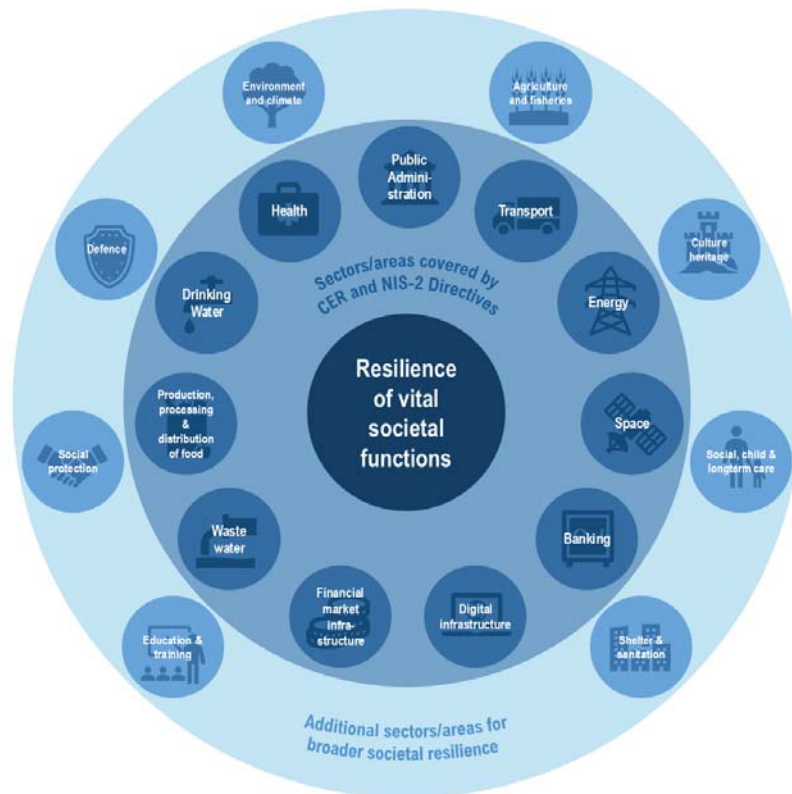 Environment
and climate
Agriculture
and fisheries
Public
Admini-
stration
Health
Transport
Defence
Culture
heritage
Sectors/areas covered by
CER and NIS-2 Directives
Drinking
Water
Energy
Resilience
of vital
societal
functions
Production,
processing
&
distribution
of food
Space
Social
protection
Social, child &
longterm care
Waste
water
Banking
Financial
market
infra-
structure
Digital
infrastructure
Education &
training
Shelter &
sanitation
Additional sectors/areas for
broader societal resilience